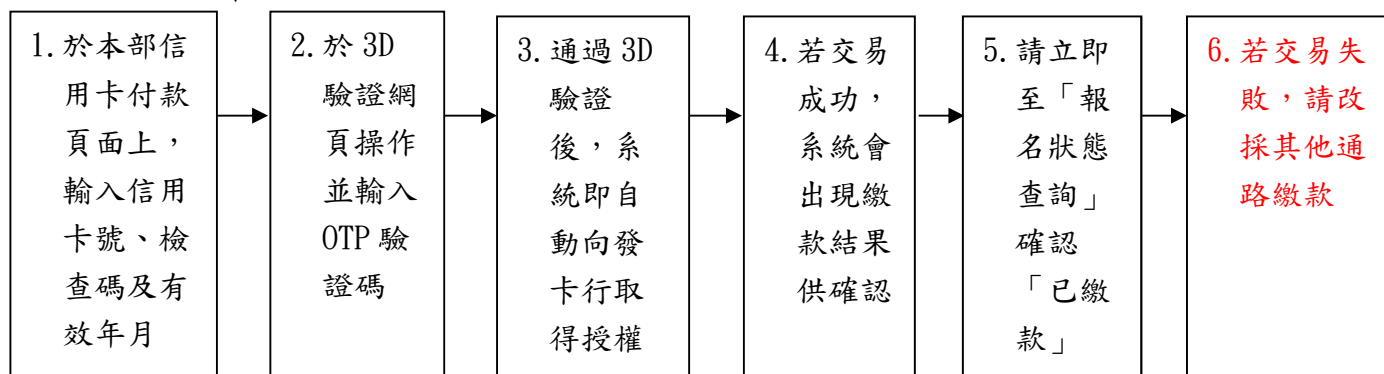 1.於本部信
用卡付款
頁面上，
輸入信用
卡號、檢
查碼及有
效年月
2.於 3D
驗證網
頁操作
並輸入
OTP 驗
證碼
3.通過 3D
驗證
後，系
統即自
動向發
卡行取
得授權
4.若交易
成功，
系統會
出現繳
款結果
供確認
5.請立即
至「報
名狀態
查詢」
確認
「已繳
款」
6.若交易失
敗，請改
採其他通
路繳款